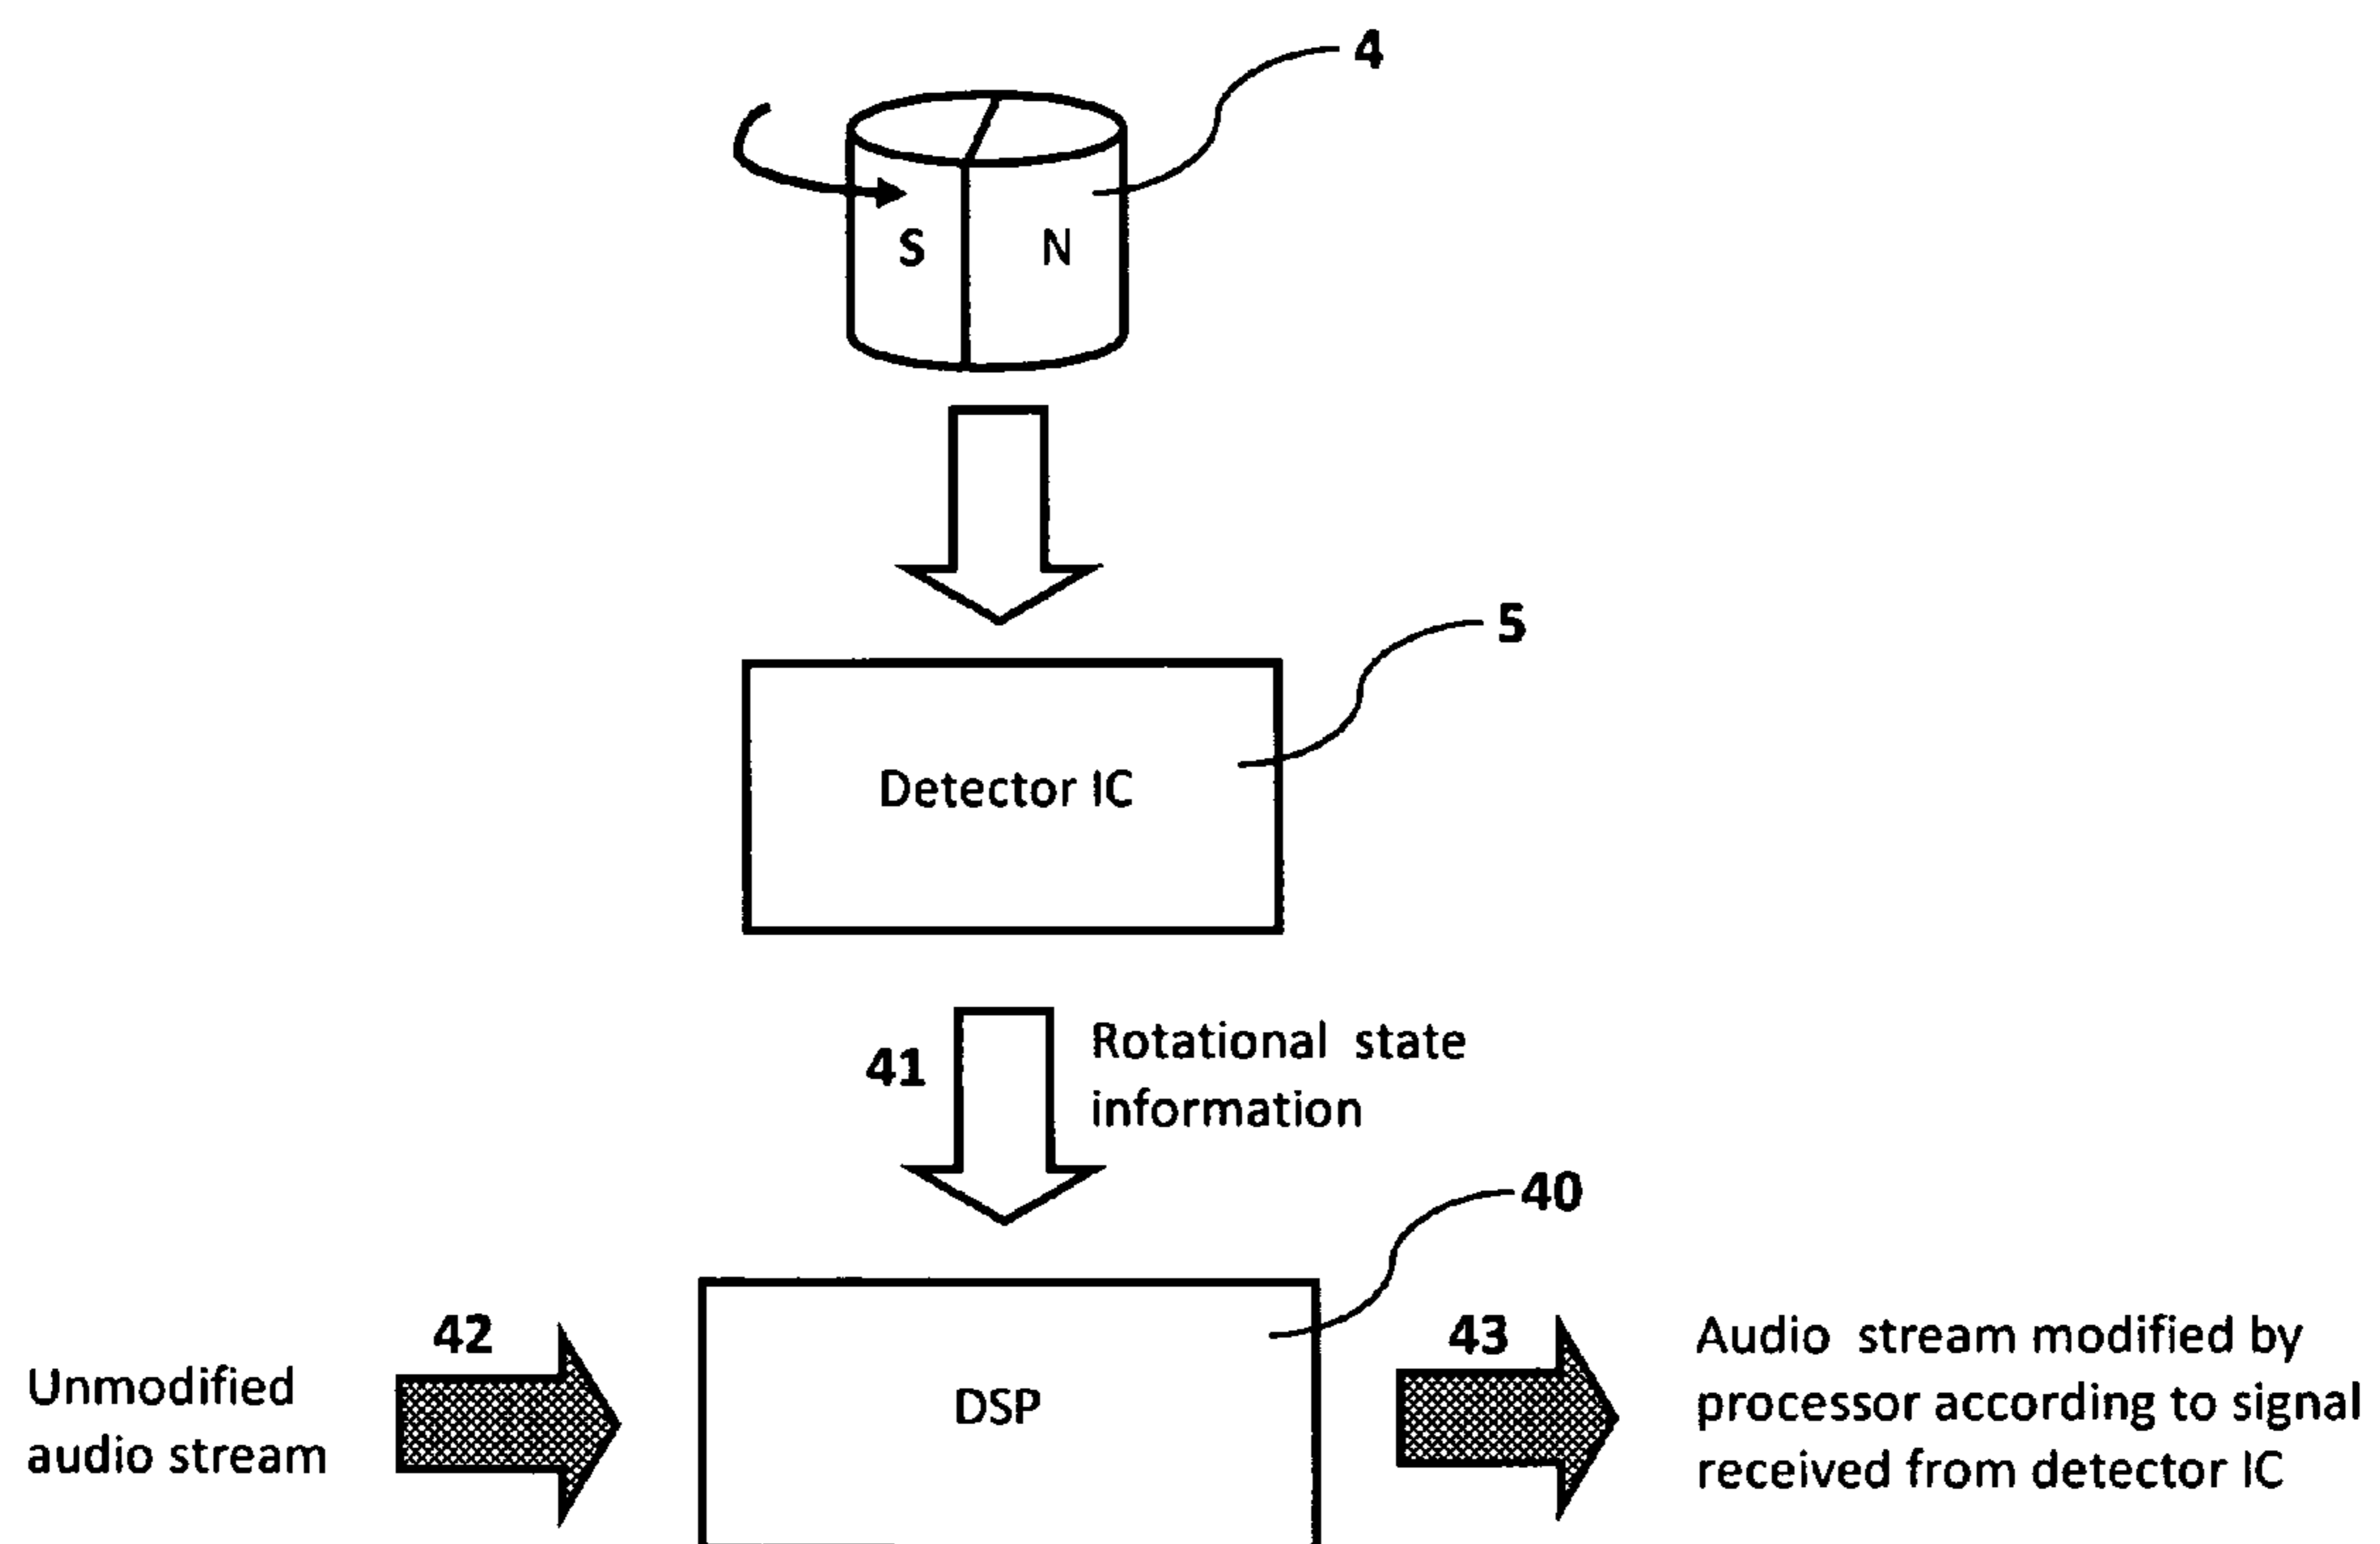 4
S N
5
Detector IC
41
Rotational state
information
40
42
Unmodified
audio stream
DSP
43
Audio stream modified by
processor according to signal
received from detector IC